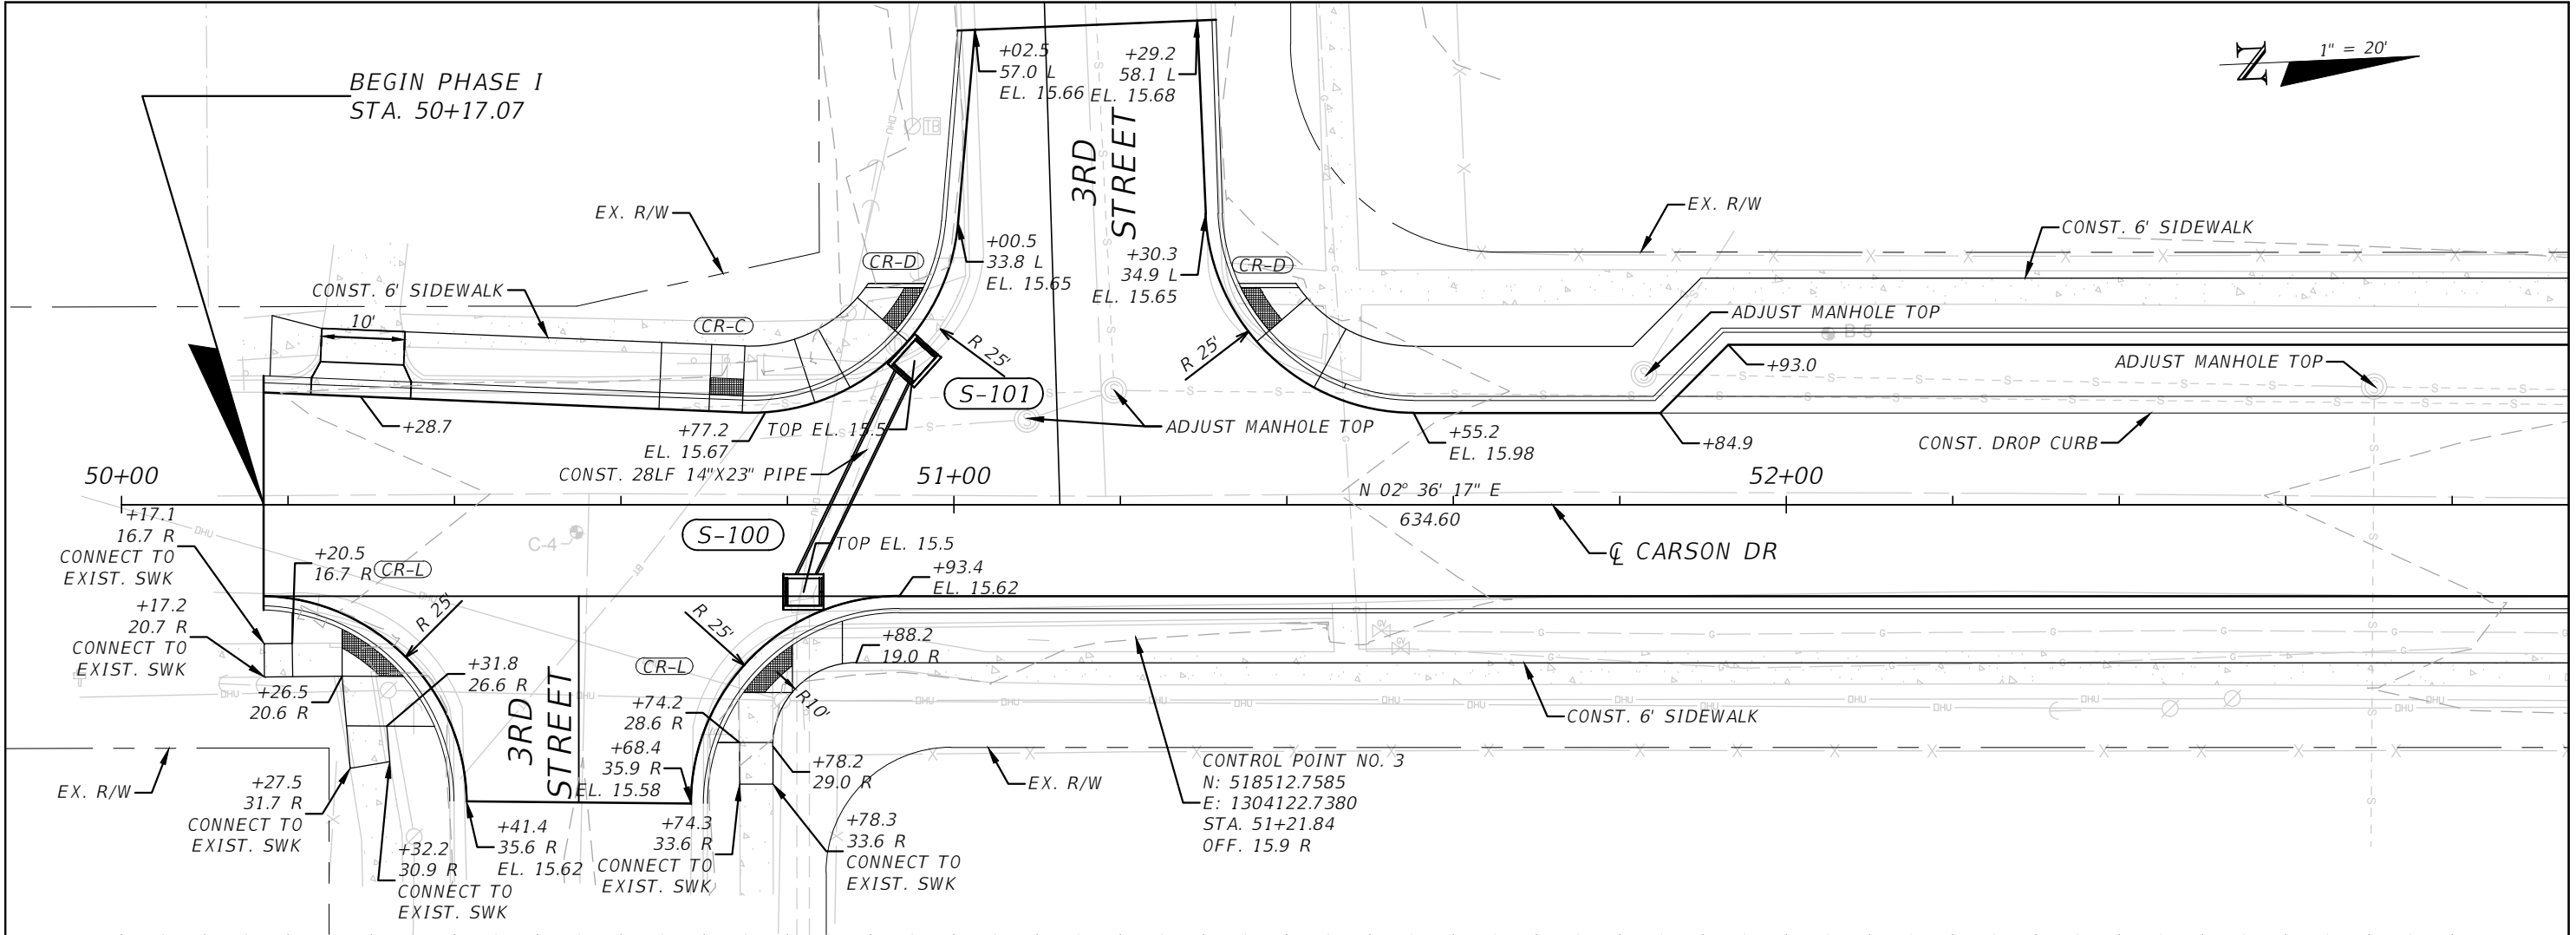 BEGIN PHASE I
STA. 50+17.07
+02.5
57.0 L
EL. 15.66
+29.2
58.1 L
EL. 15.68
N
1" = 20'
TB
3RD
STREET
EX. R/W
EX. R/W
CONST. 6' SIDEWALK
+00.5
33.8 L
EL. 15.65
+30.3
34.9 L
EL. 15.65
CR-D
CR-D
CONST. 6' SIDEWALK
10'
CR-C
R 25'
R 25'
ADJUST MANHOLE TOP
B-5
+93.0
ADJUST MANHOLE TOP
S-101
+28.7
+77.2
EL. 15.67
TOP EL. 15.5
ADJUST MANHOLE TOP
+55.2
EL. 15.98
+84.9
CONST. DROP CURB
CONST. 28LF 14"X23" PIPE
50+00
51+00
52+00
N 02° 36' 17" E
634.60
℄ CARSON DR
+17.1
16.7 R
CONNECT TO
EXIST. SWK
C-4
S-100
TOP EL. 15.5
+20.5
16.7 R
CR-L
+93.4
EL. 15.62
+17.2
20.7 R
CONNECT TO
EXIST. SWK
R 25'
R 25'
+88.2
19.0 R
+31.8
26.6 R
CR-L
+26.5
20.6 R
R10'
3RD
STREET
+74.2
28.6 R
CONST. 6' SIDEWALK
+68.4
35.9 R
EL. 15.58
+78.2
29.0 R
EX. R/W
EX. R/W
CONTROL POINT NO. 3
N: 518512.7585
E: 1304122.7380
STA. 51+21.84
OFF. 15.9 R
+27.5
31.7 R
CONNECT TO
EXIST. SWK
+41.4
35.6 R
EL. 15.62
+32.2
30.9 R
CONNECT TO
EXIST. SWK
+74.3
33.6 R
CONNECT TO
EXIST. SWK
+78.3
33.6 R
CONNECT TO
EXIST. SWK